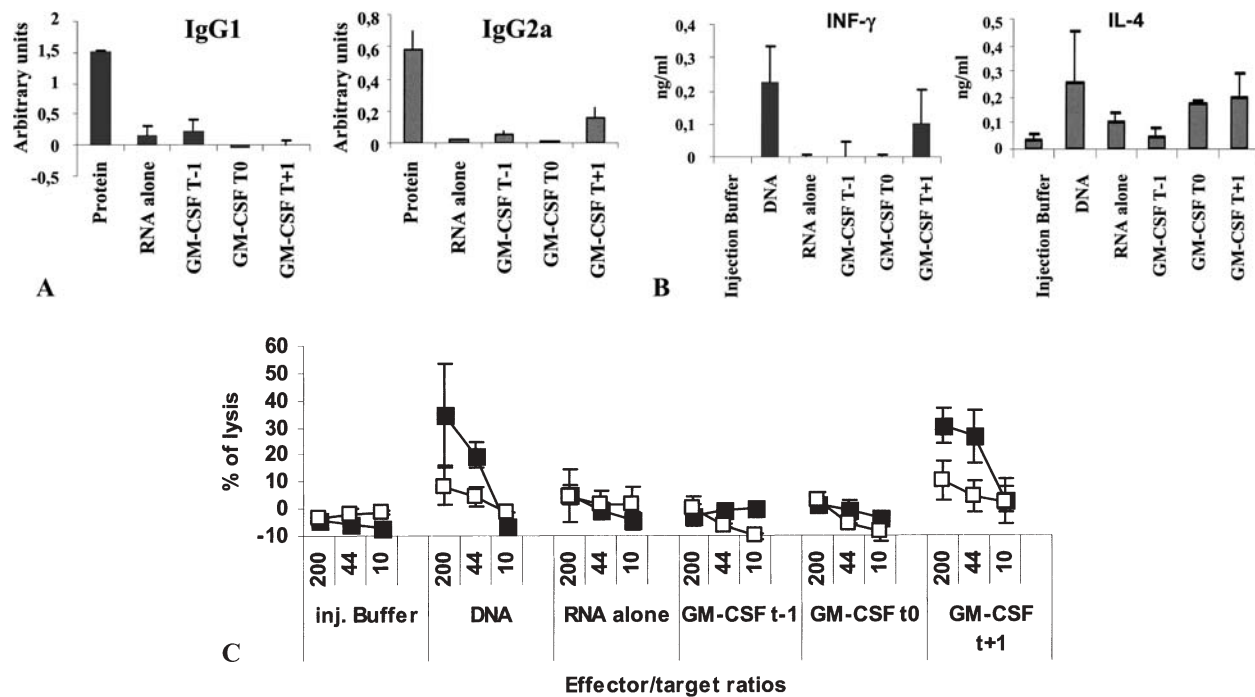 IgG1
Arbitrary units
2
1,5
1
0,5
0
-0,5
Protein
RNA alone
GM-CSF T-1
GM-CSF T0
GM-CSF T+1
IgG2a
Arbitrary units
0,8
0,6
0,4
0,2
0
Protein
RNA alone
GM-CSF T-1
GM-CSF T0
GM-CSF T+1
A
INF-γ
ng/ml
0,4
0,3
0,2
0,1
0
Injection Buffer
DNA
RNA alone
GM-CSF T-1
GM-CSF T0
GM-CSF T+1
IL-4
ng/ml
0,5
0,4
0,3
0,2
0,1
0
Injection Buffer
DNA
RNA alone
GM-CSF T-1
GM-CSF T0
GM-CSF T+1
B
% of lysis
60
50
40
30
20
10
0
-10
200 44 10 200 44 10 200 44 10 200 44 10 200 44 10 200 44 10
inj. Buffer DNA RNA alone GM-CSF t-1 GM-CSF t0 GM-CSF
t+1
C
Effector/target ratios